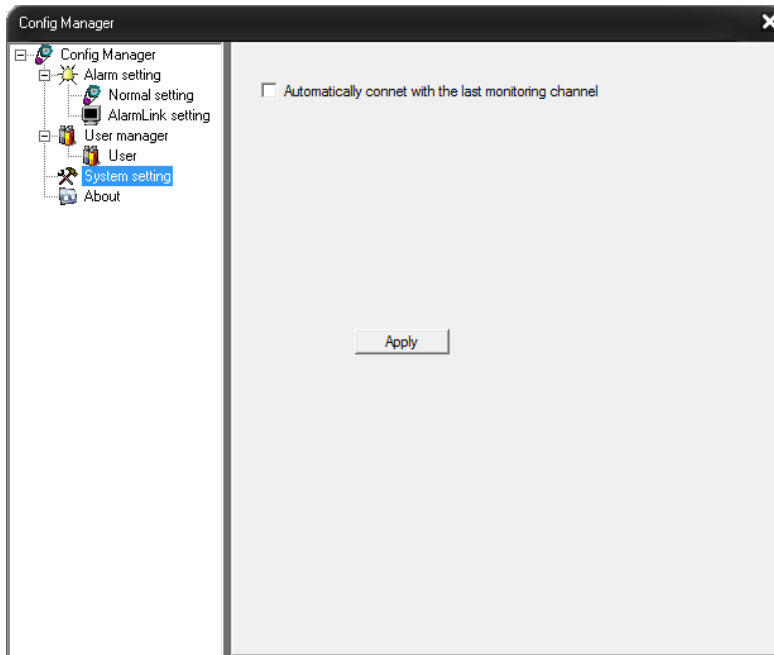 Config Manager
Config Manager
Alarm setting
Normal setting
AlarmLink setting
User manager
User
System setting
About
Automatically connet with the last monitoring channel
Apply